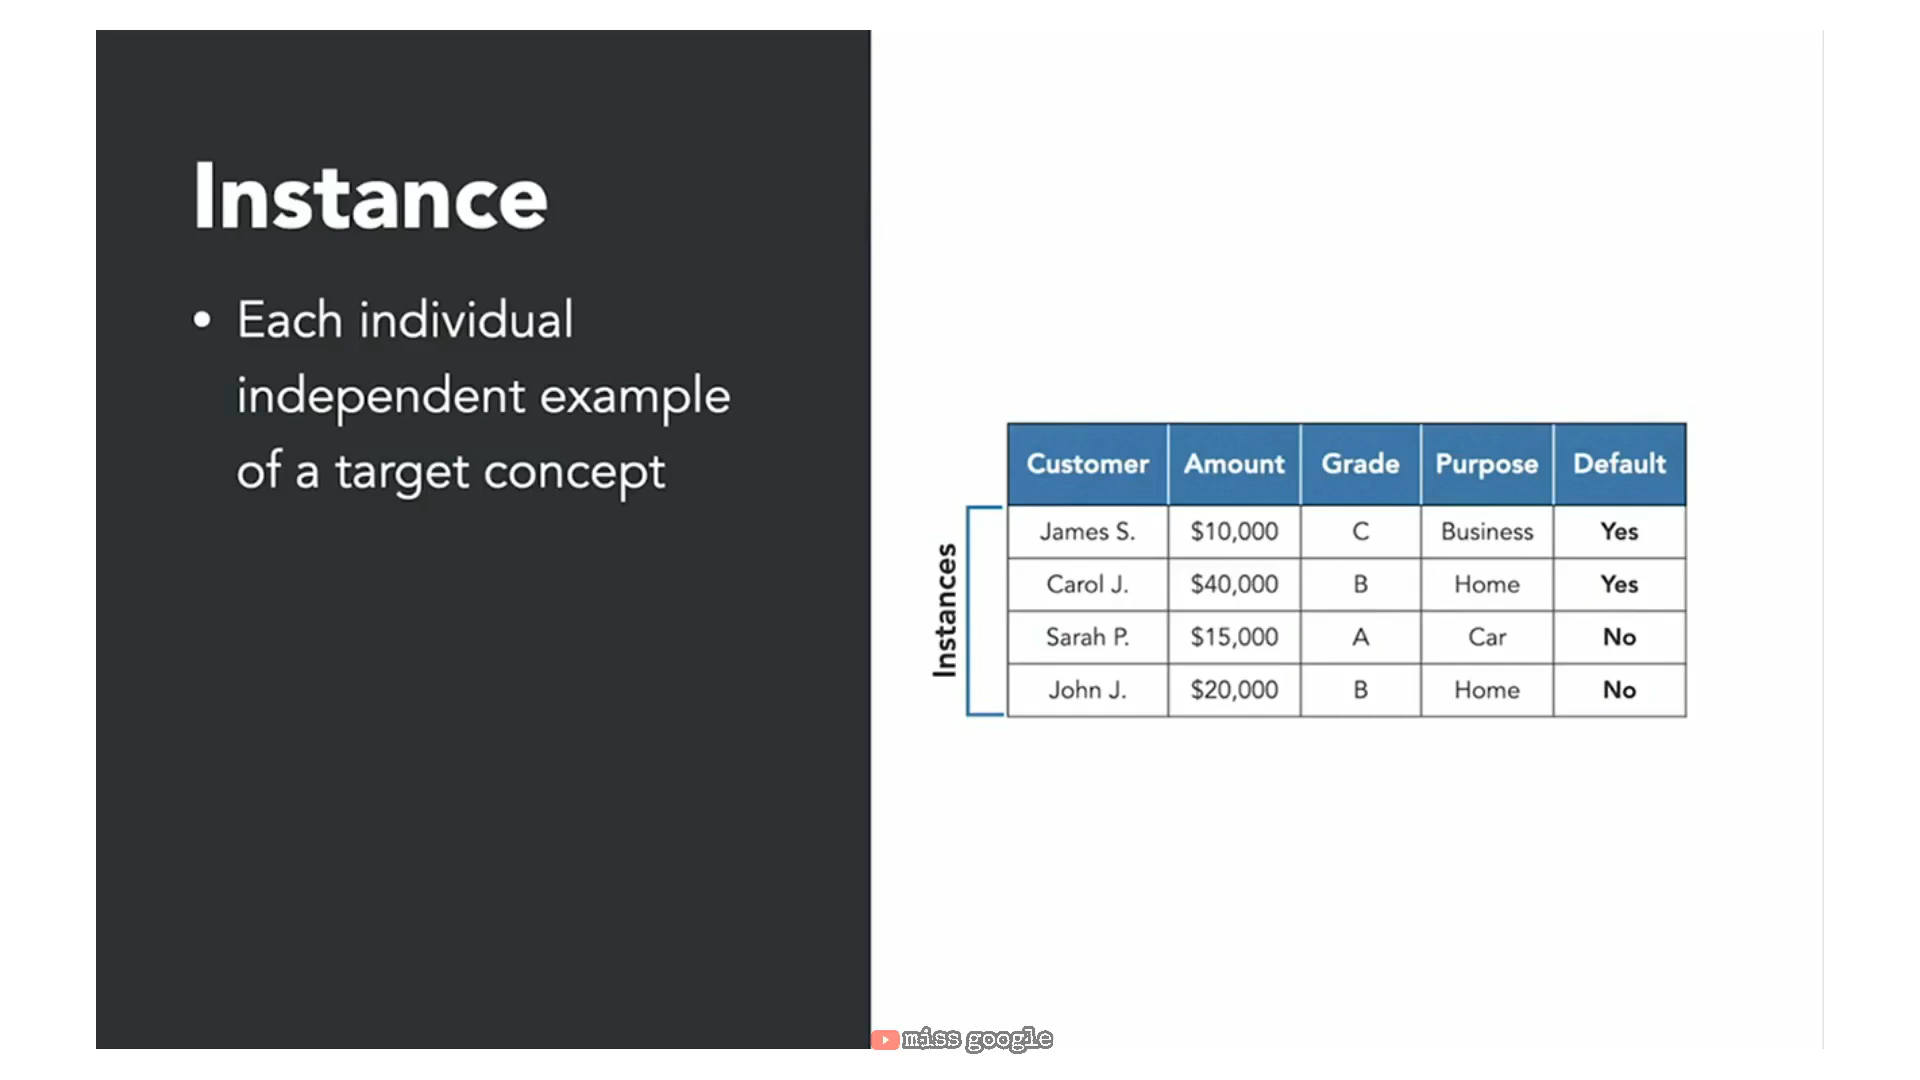 Instance
• Each individual
independent example
of a target concept
Instances
Customer Amount Grade Purpose Default
James S. $10,000 C Business Yes
Carol J. $40,000 B Home Yes
Sarah P. $15,000 A Car No
John J. $20,000 B Home No
miss google